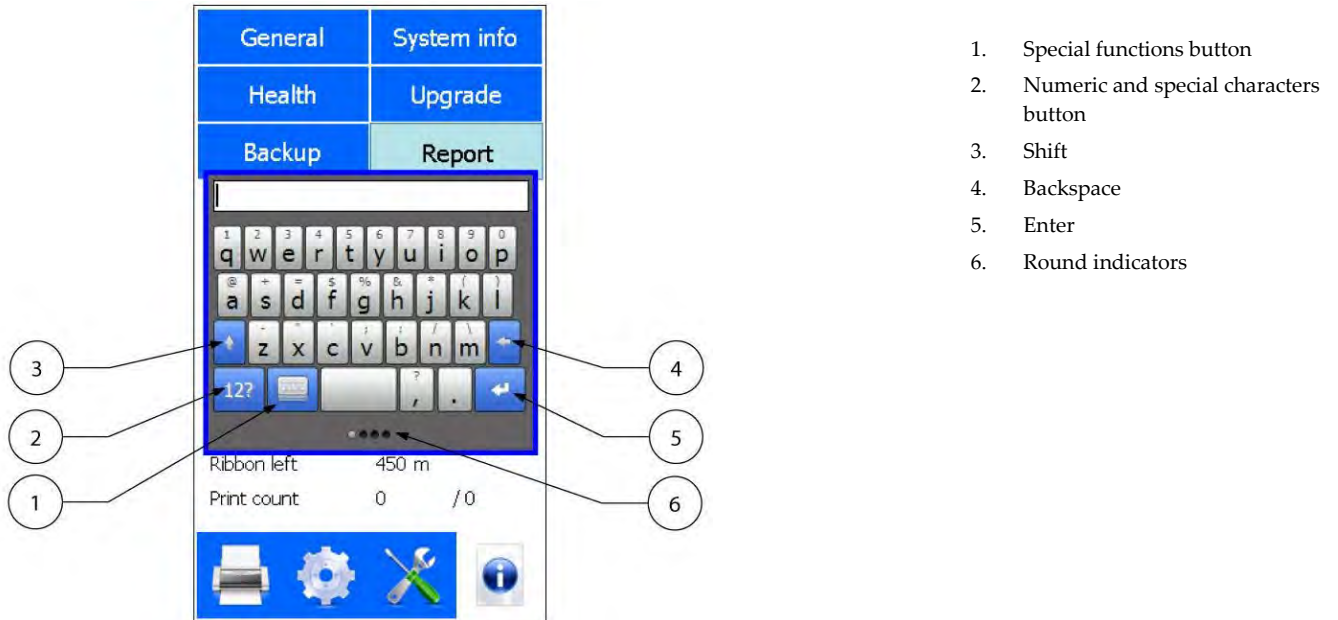 General System info
Health Upgrade
Backup Report
1 2 3 4 5 6 7 8 9 0
q w e r t y u i o p
@ + = $ % & * ( )
a s d f g h j k l
- ' ; / \
z x c v b n m
12? ? , .
Ribbon left 450 m
Print count 0 / 0
3
2
1
4
5
6
1. Special functions button
2. Numeric and special characters
button
3. Shift
4. Backspace
5. Enter
6. Round indicators